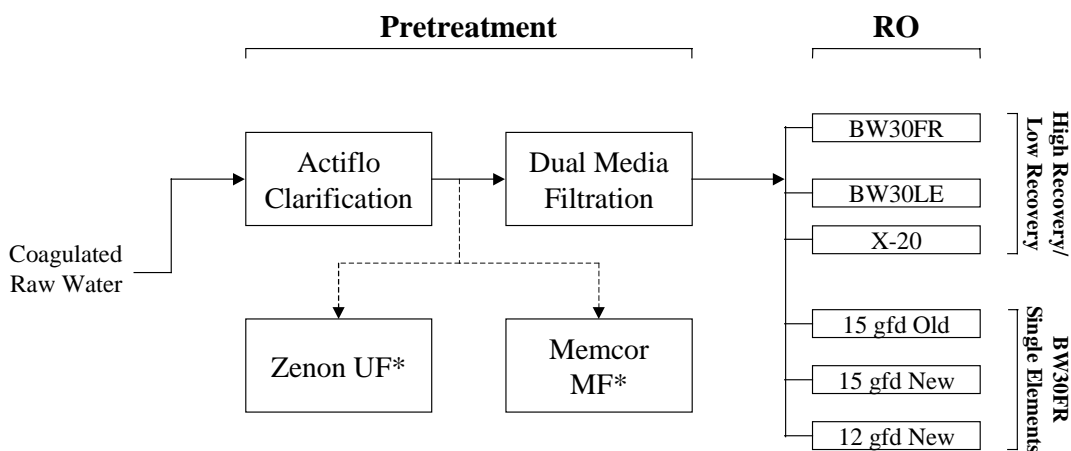 Pretreatment
RO
Actiflo
Clarification
Dual Media
Filtration
Coagulated
Raw Water
Zenon UF*
Memcor
MF*
BW30FR
BW30LE
X-20
15 gfd Old
15 gfd New
12 gfd New
High Recovery/
Low Recovery
BW30FR
Single Elements